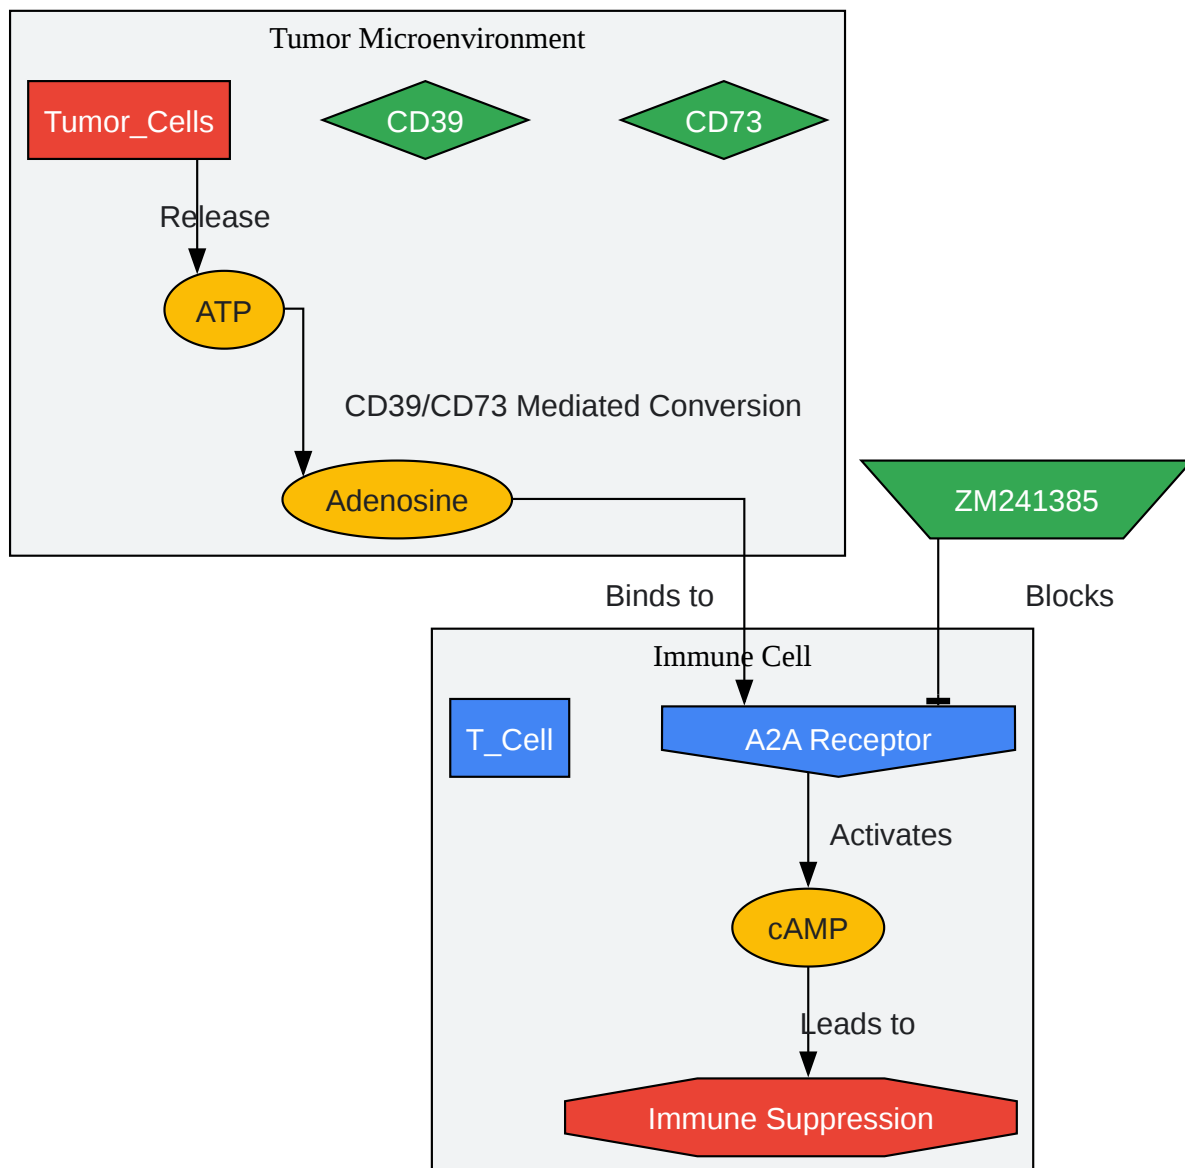 Tumor Microenvironment
Tumor_Cells
CD39
CD73
Release
ATP
CD39/CD73 Mediated Conversion
Adenosine
ZM241385
Binds to
Blocks
Immune Cell
T_Cell
A2A Receptor
Activates
cAMP
Leads to
Immune Suppression